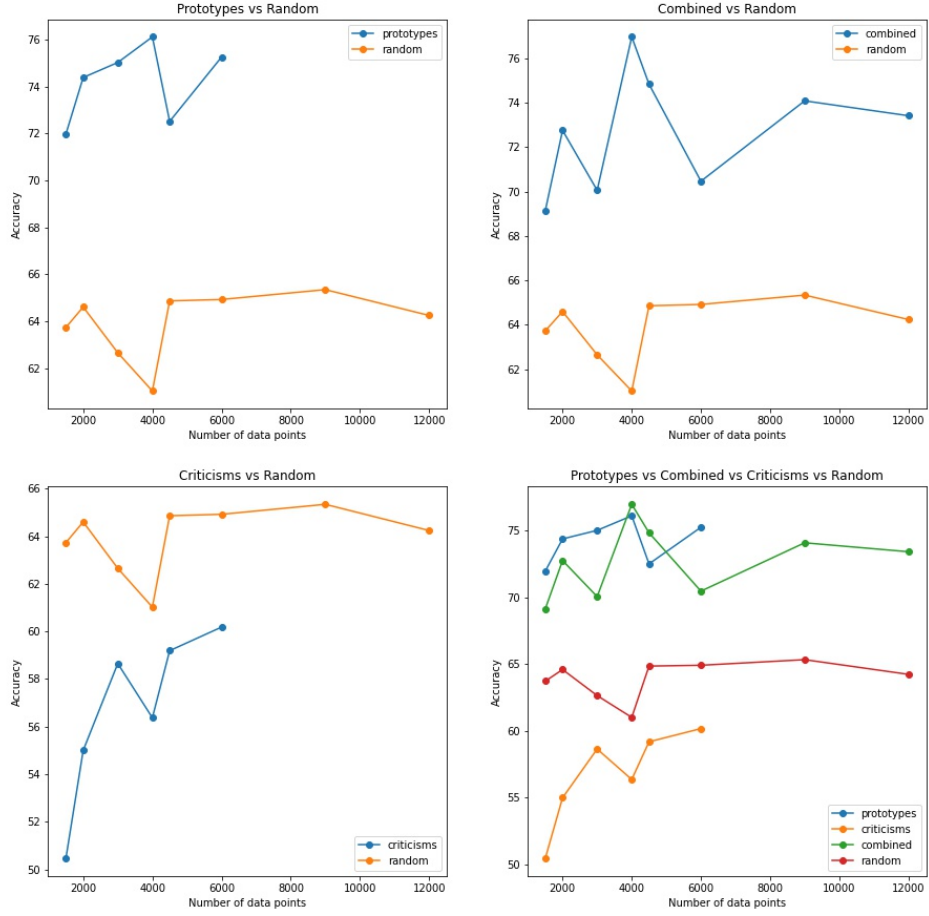 Prototypes vs Random
prototypes
random
Accuracy
76
74
72
70
68
66
64
62
2000 4000 6000 8000 10000 12000
Number of data points
Combined vs Random
combined
random
Accuracy
76
74
72
70
68
66
64
62
2000 4000 6000 8000 10000 12000
Number of data points
Criticisms vs Random
Accuracy
66
64
62
60
58
56
54
52
50
criticisms
random
2000 4000 6000 8000 10000 12000
Number of data points
Prototypes vs Combined vs Criticisms vs Random
Accuracy
75
70
65
60
55
50
prototypes
criticisms
combined
random
2000 4000 6000 8000 10000 12000
Number of data points